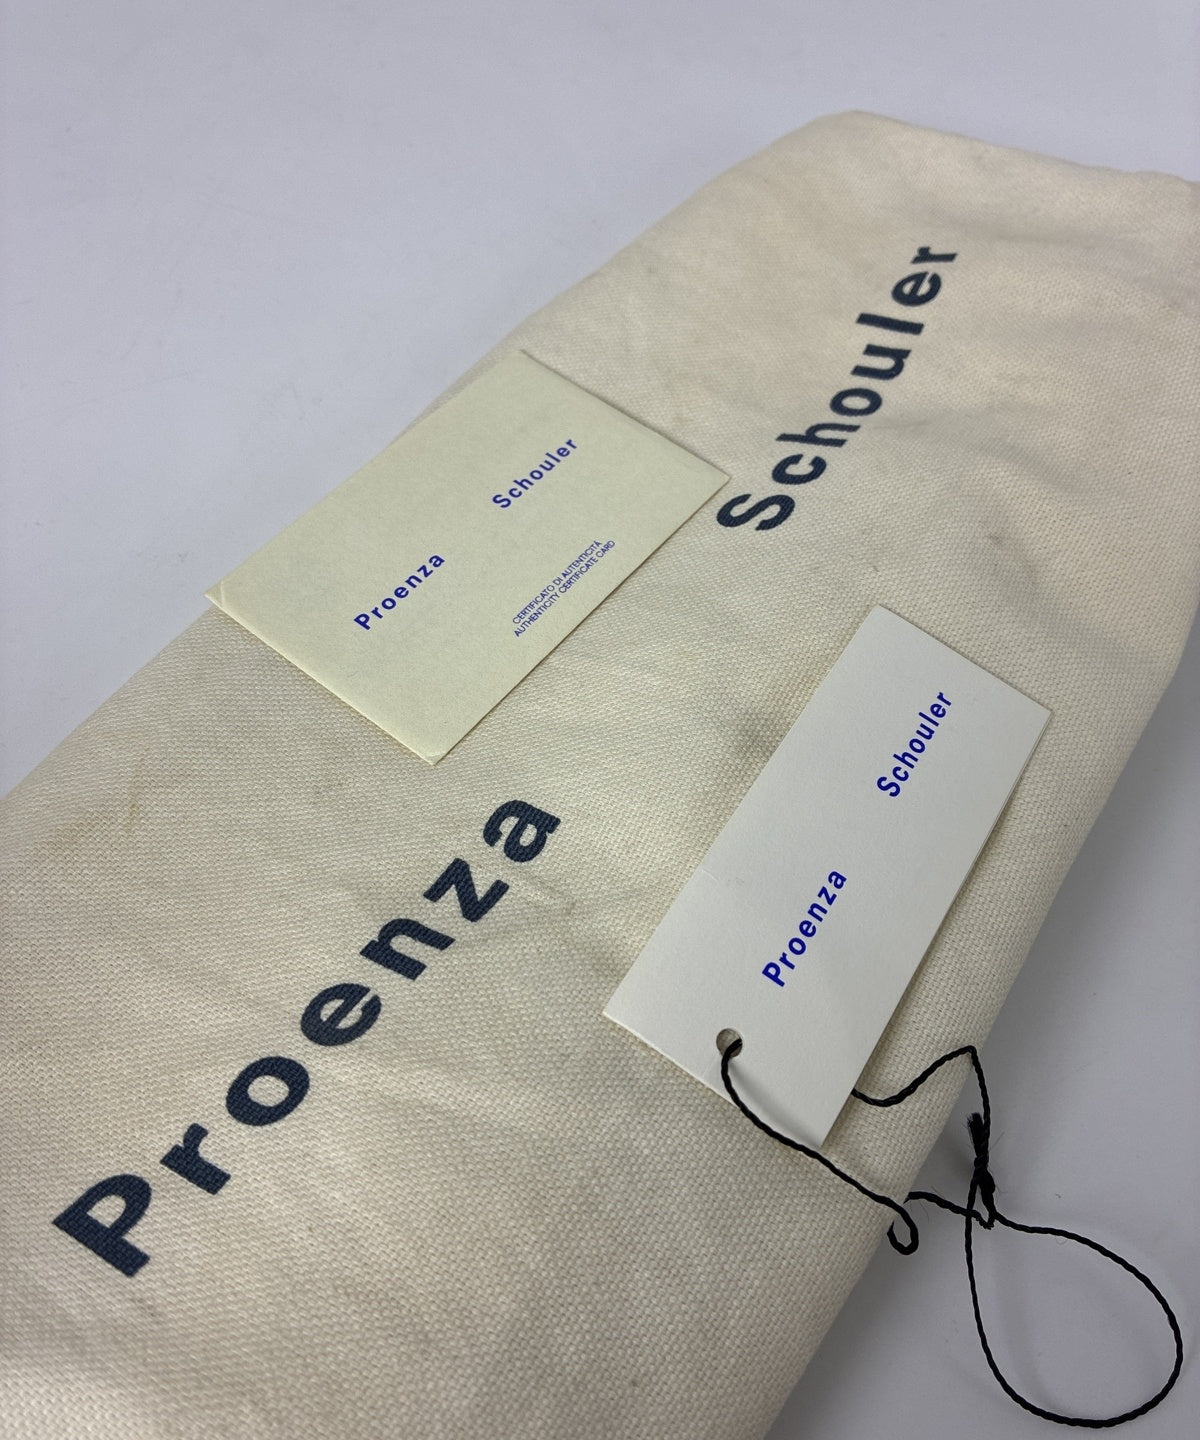 Proenza Schouler
Proenza Schouler
CERTIFICATO DI AUTENTICITÀ
AUTHENTICITY CERTIFICATE CARD
Proenza Schouler